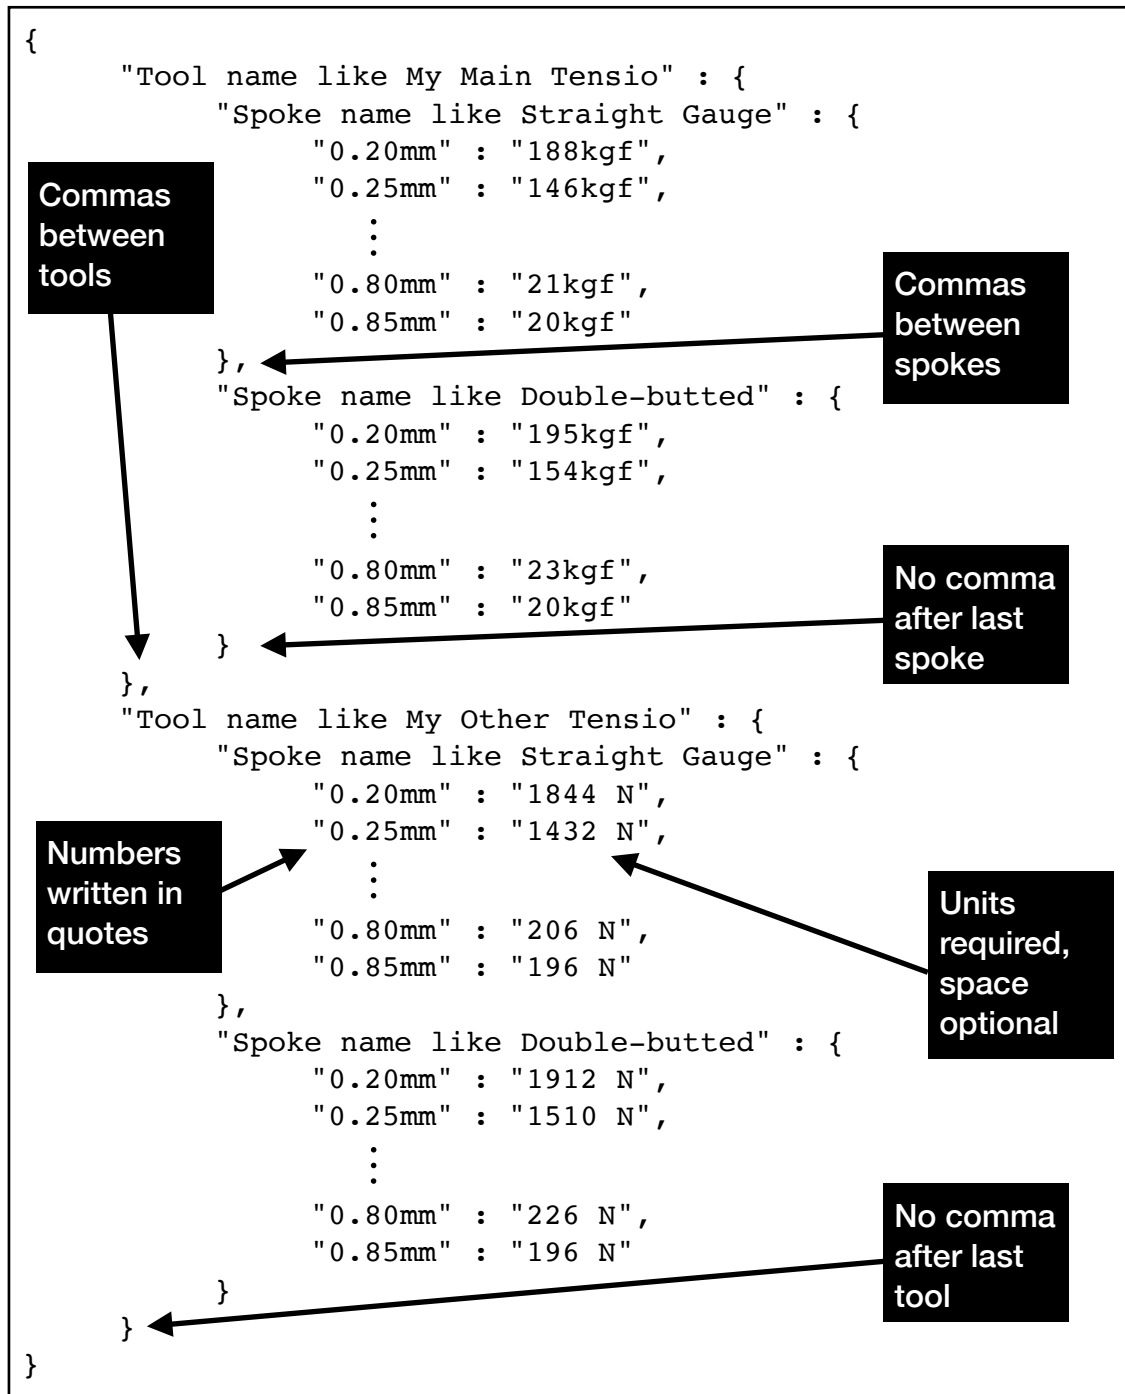 {
"Tool name like My Main Tensio" : {
"Spoke name like Straight Gauge" : {
"0.20mm" : "188kgf",
"0.25mm" : "146kgf",
⋮
"0.80mm" : "21kgf",
"0.85mm" : "20kgf"
},
"Spoke name like Double-butted" : {
"0.20mm" : "195kgf",
"0.25mm" : "154kgf",
⋮
"0.80mm" : "23kgf",
"0.85mm" : "20kgf"
}
},
"Tool name like My Other Tensio" : {
"Spoke name like Straight Gauge" : {
"0.20mm" : "1844 N",
"0.25mm" : "1432 N",
⋮
"0.80mm" : "206 N",
"0.85mm" : "196 N"
},
"Spoke name like Double-butted" : {
"0.20mm" : "1912 N",
"0.25mm" : "1510 N",
⋮
"0.80mm" : "226 N",
"0.85mm" : "196 N"
}
}
}
Commas
between
tools
Commas
between
spokes
No comma
after last
spoke
Numbers
written in
quotes
Units
required,
space
optional
No comma
after last
tool